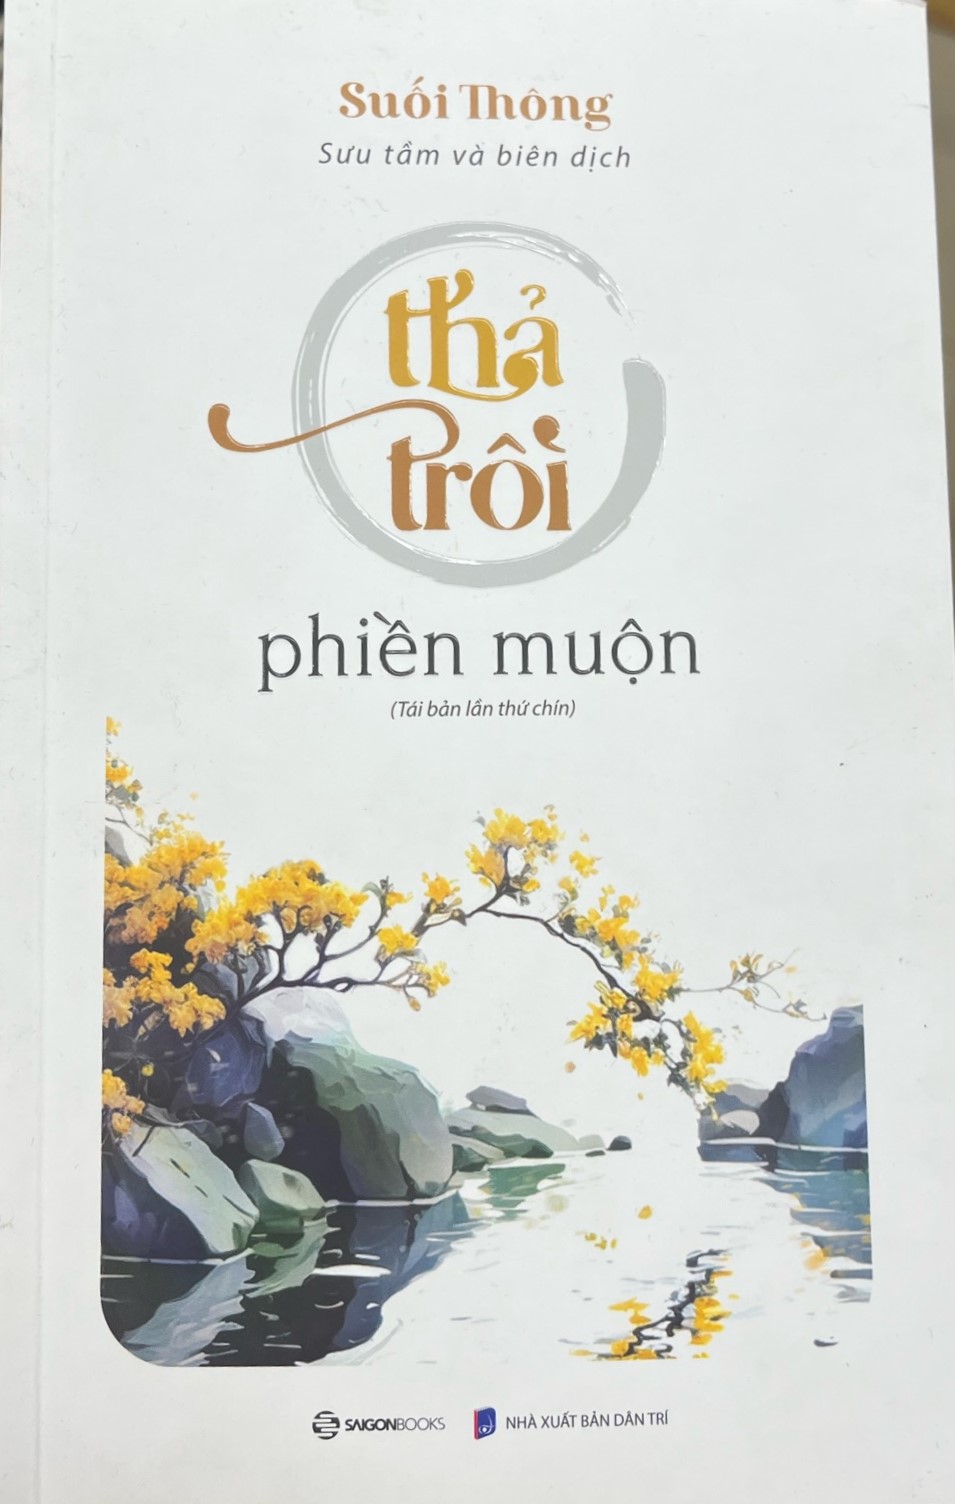 Suối Thông
Sưu tầm và biên dịch
thả
trôi
phiền muộn
(Tái bản lần thứ chín)
SAIGONBOOKS
NHÀ XUẤT BẢN DÂN TRÍ